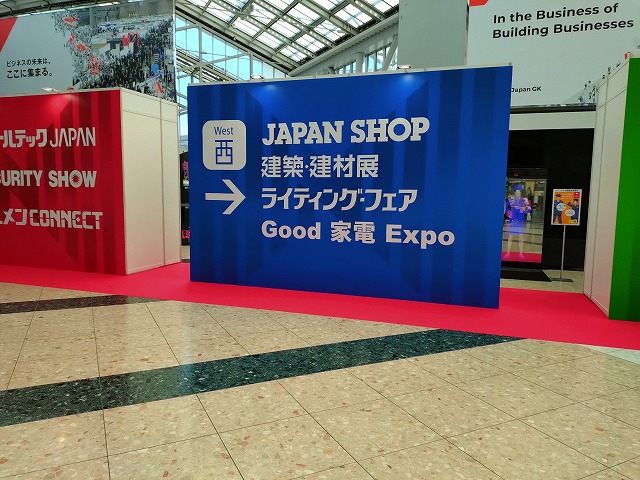 ビジネスの未来は、
ここに集まる。
In the Business of
Building Businesses
Japan GK
ールテック JAPAN
URITY SHOW
メン CONNECT
West
西
JAPAN SHOP
建築・建材展
ライティング・フェア
Good 家電 Expo